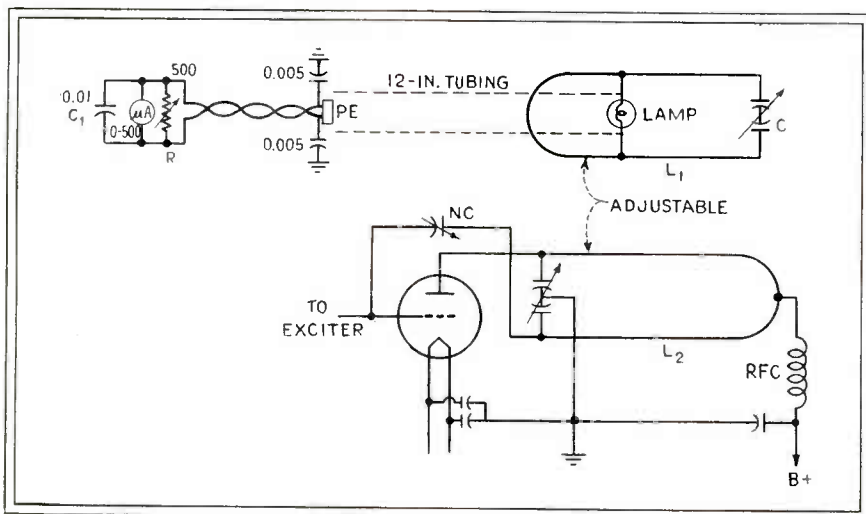 500
0.01
C1
μA
0-500
R
0.005
PE
0.005
12-IN. TUBING
LAMP
C
L1
ADJUSTABLE
NC
TO
EXCITER
L2
RFC
B+